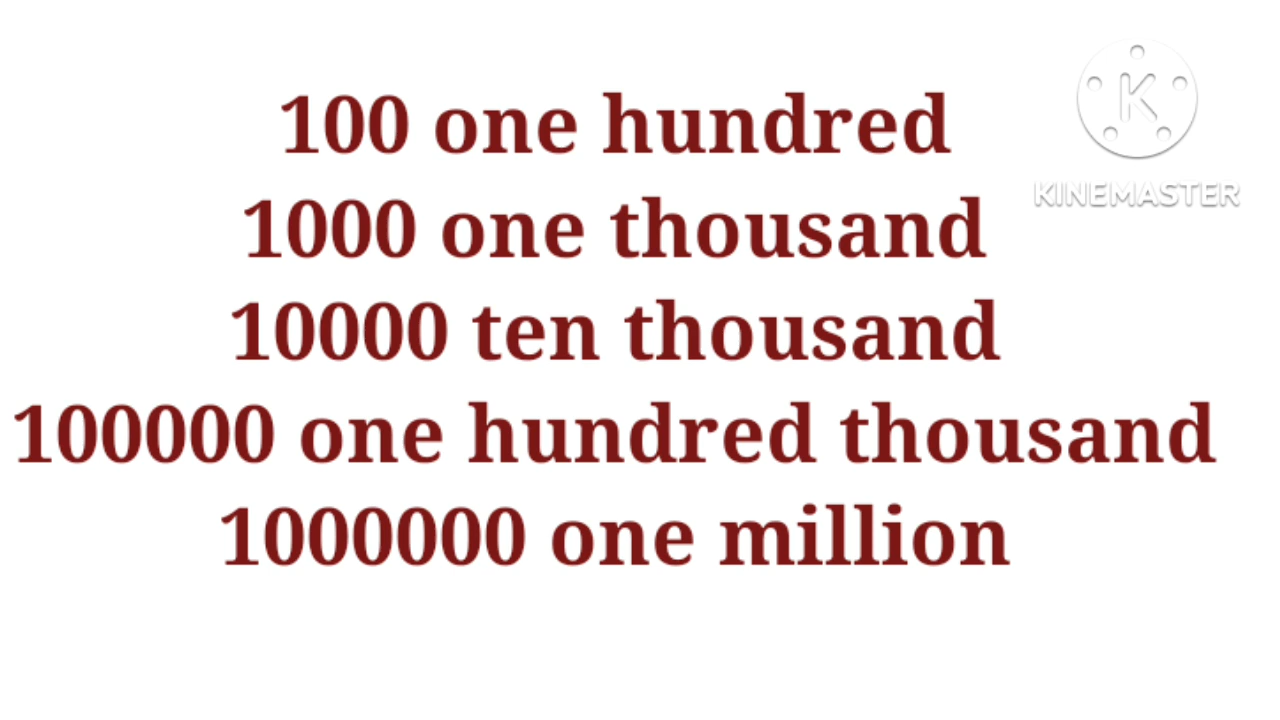 100 one hundred
1000 one thousand
10000 ten thousand
100000 one hundred thousand
1000000 one million
K
KINEMASTER